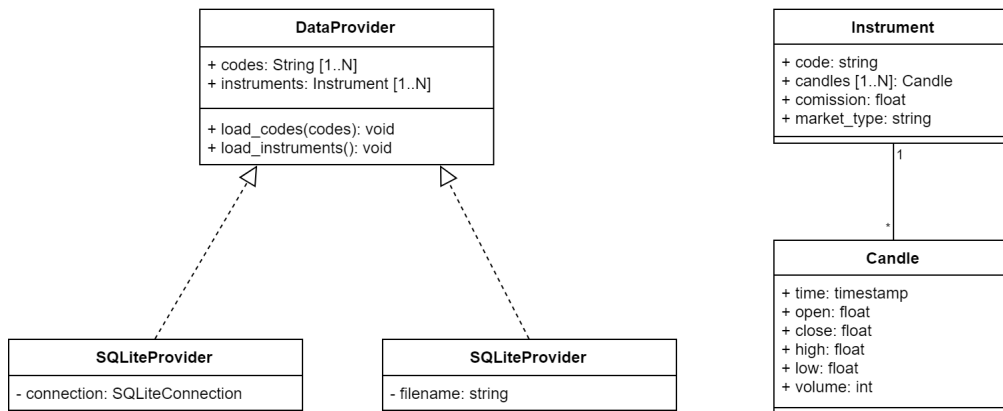 DataProvider
+ codes: String [1..N]
+ instruments: Instrument [1..N]
+ load_codes(codes): void
+ load_instruments(): void
SQLiteProvider
- connection: SQLiteConnection
SQLiteProvider
- filename: string
Instrument
+ code: string
+ candles [1..N]: Candle
+ comission: float
+ market_type: string
1
*
Candle
+ time: timestamp
+ open: float
+ close: float
+ high: float
+ low: float
+ volume: int